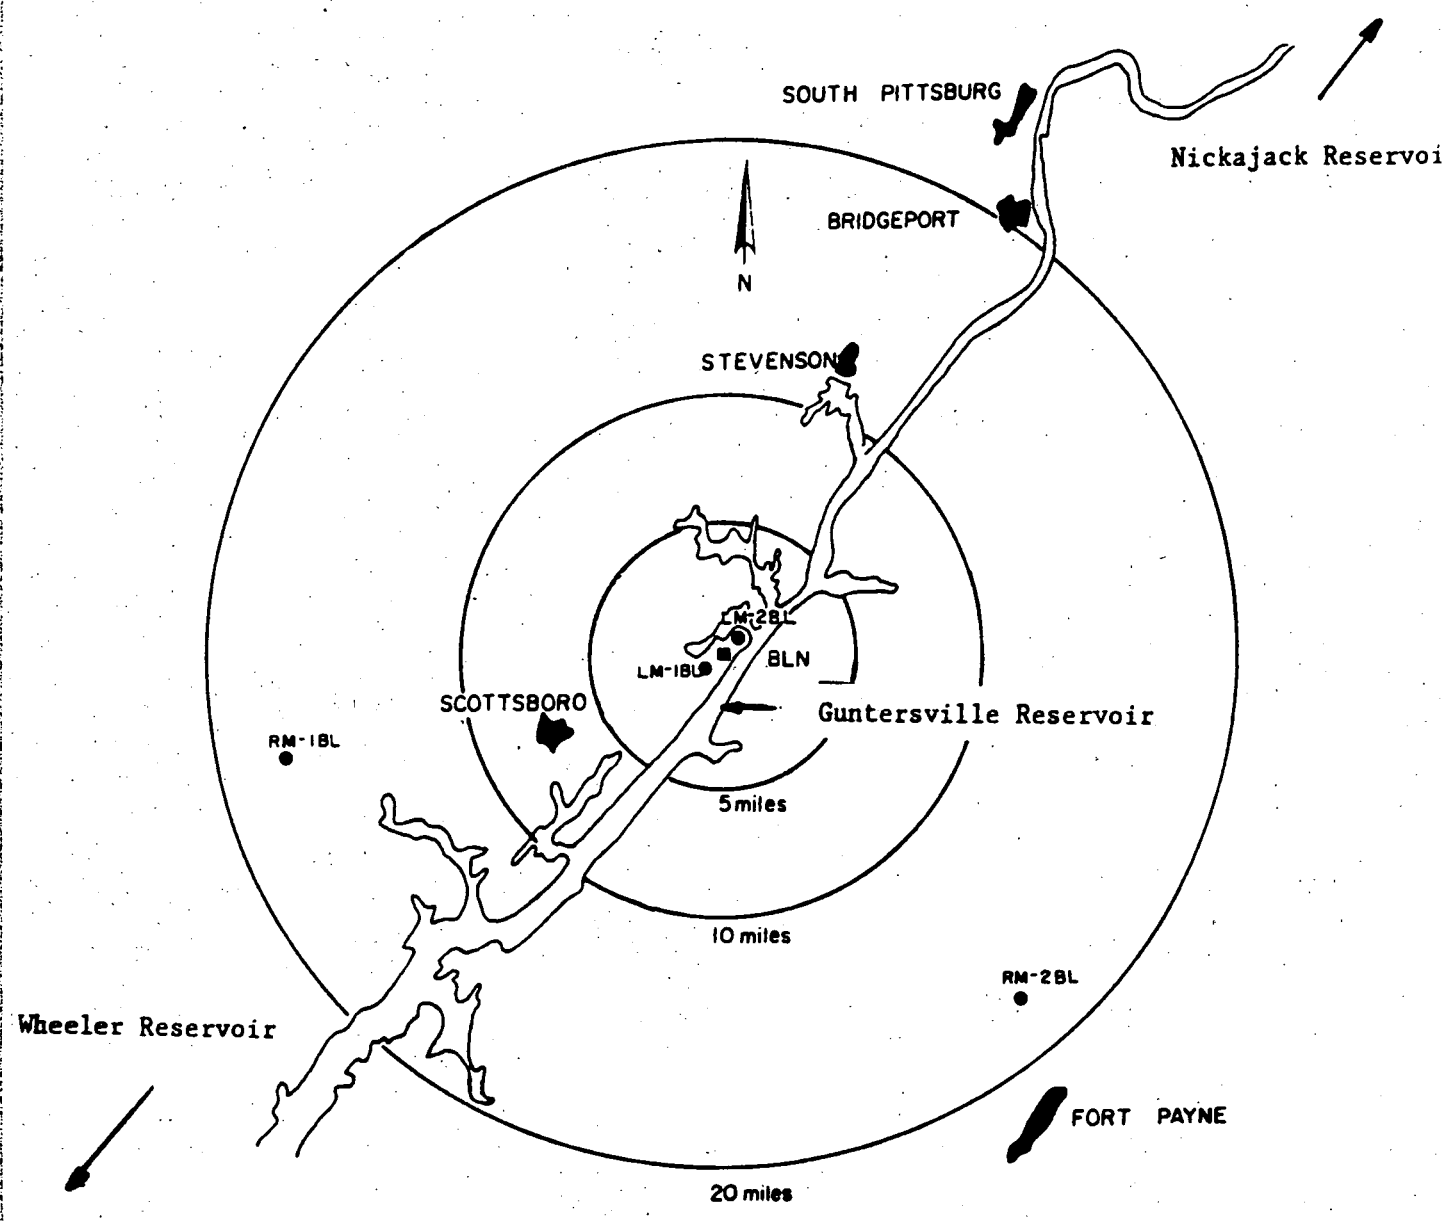 SOUTH PITTSBURG
Nickajack Reservoi
BRIDGEPORT
N
STEVENSON
LM-2BL
BLN
LM-1BL
SCOTTSBORO
Guntersville Reservoir
RM-1BL
5 miles
10 miles
RM-2BL
Wheeler Reservoir
FORT PAYNE
20 miles